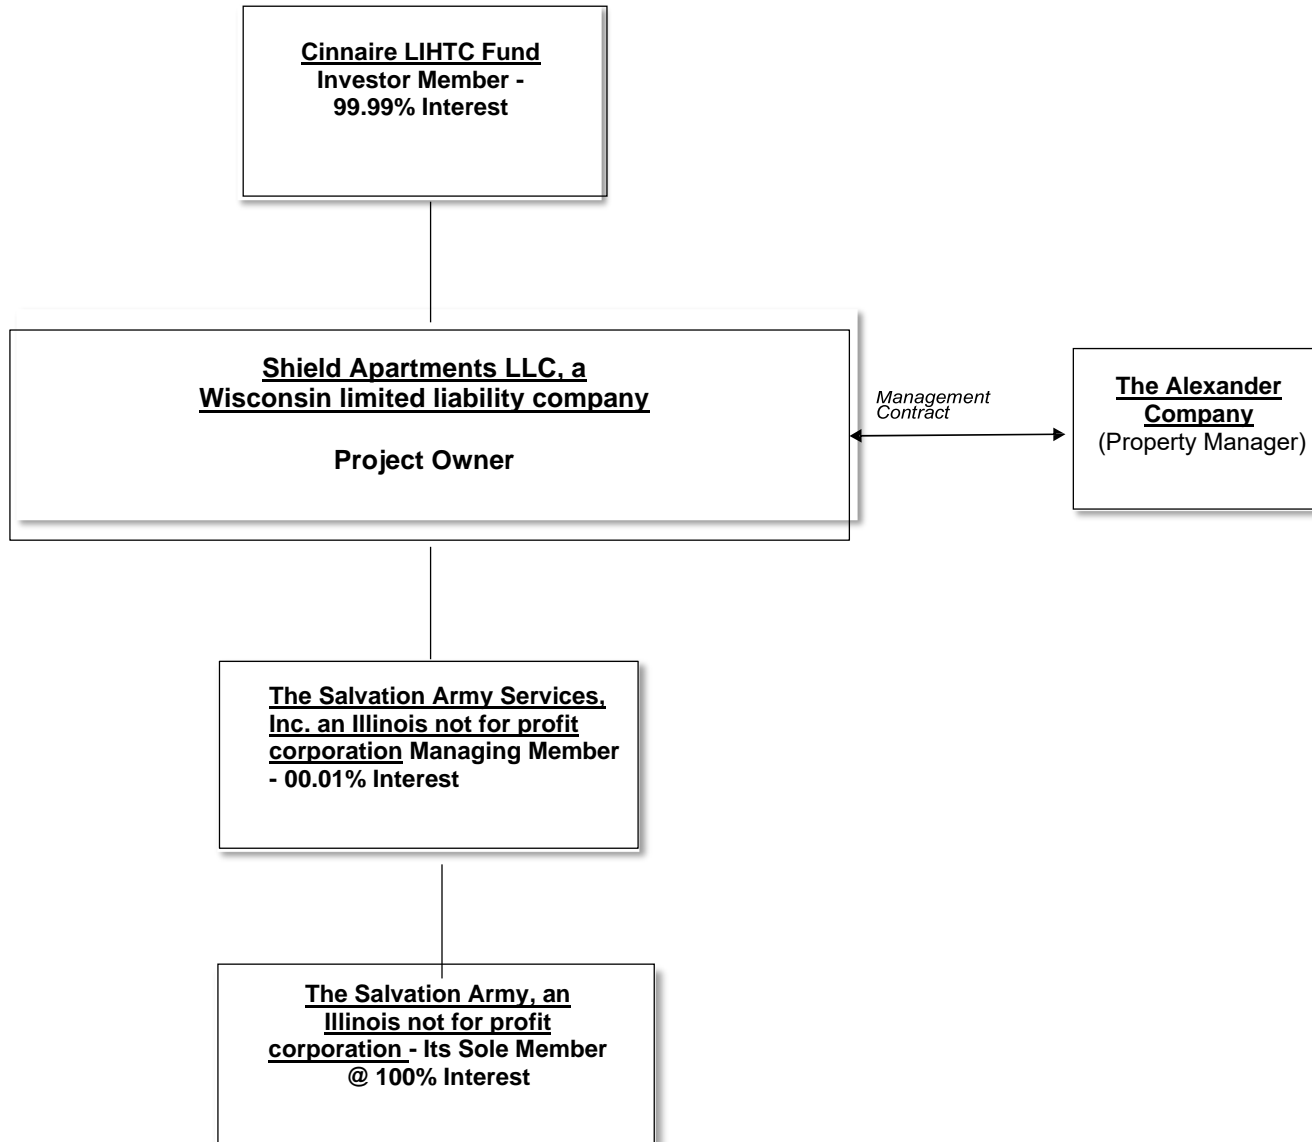 Cinnaire LIHTC Fund
Investor Member -
99.99% Interest
Shield Apartments LLC, a
Wisconsin limited liability company
Project Owner
Management
Contract
The Alexander
Company
(Property Manager)
The Salvation Army Services,
Inc. an Illinois not for profit
corporation Managing Member
- 00.01% Interest
The Salvation Army, an
Illinois not for profit
corporation - Its Sole Member
@ 100% Interest